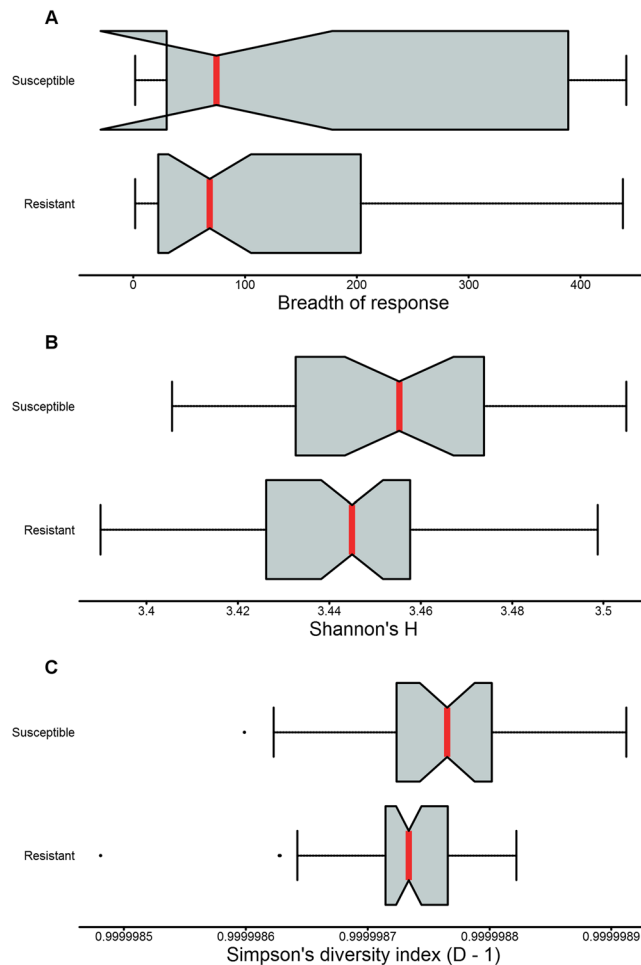 A
Susceptible
Resistant
0 100 200 300 400
Breadth of response
B
Susceptible
Resistant
3.4 3.42 3.44 3.46 3.48 3.5
Shannon's H
C
Susceptible
Resistant
0.9999985 0.9999986 0.9999987 0.9999988 0.9999989
Simpson's diversity index (D - 1)